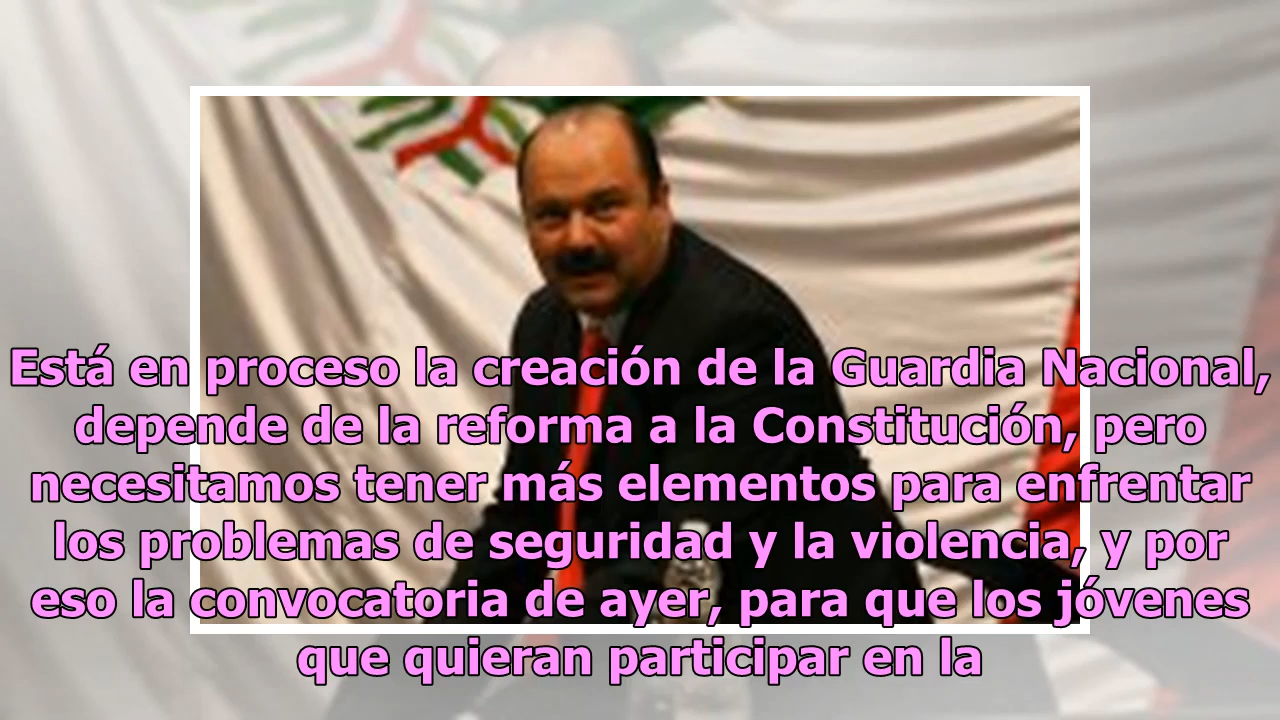 Está en proceso la creación de la Guardia Nacional,
depende de la reforma a la Constitución, pero
necesitamos tener más elementos para enfrentar
los problemas de seguridad y la violencia, y por
eso la convocatoria de ayer, para que los jóvenes
que quieran participar en la